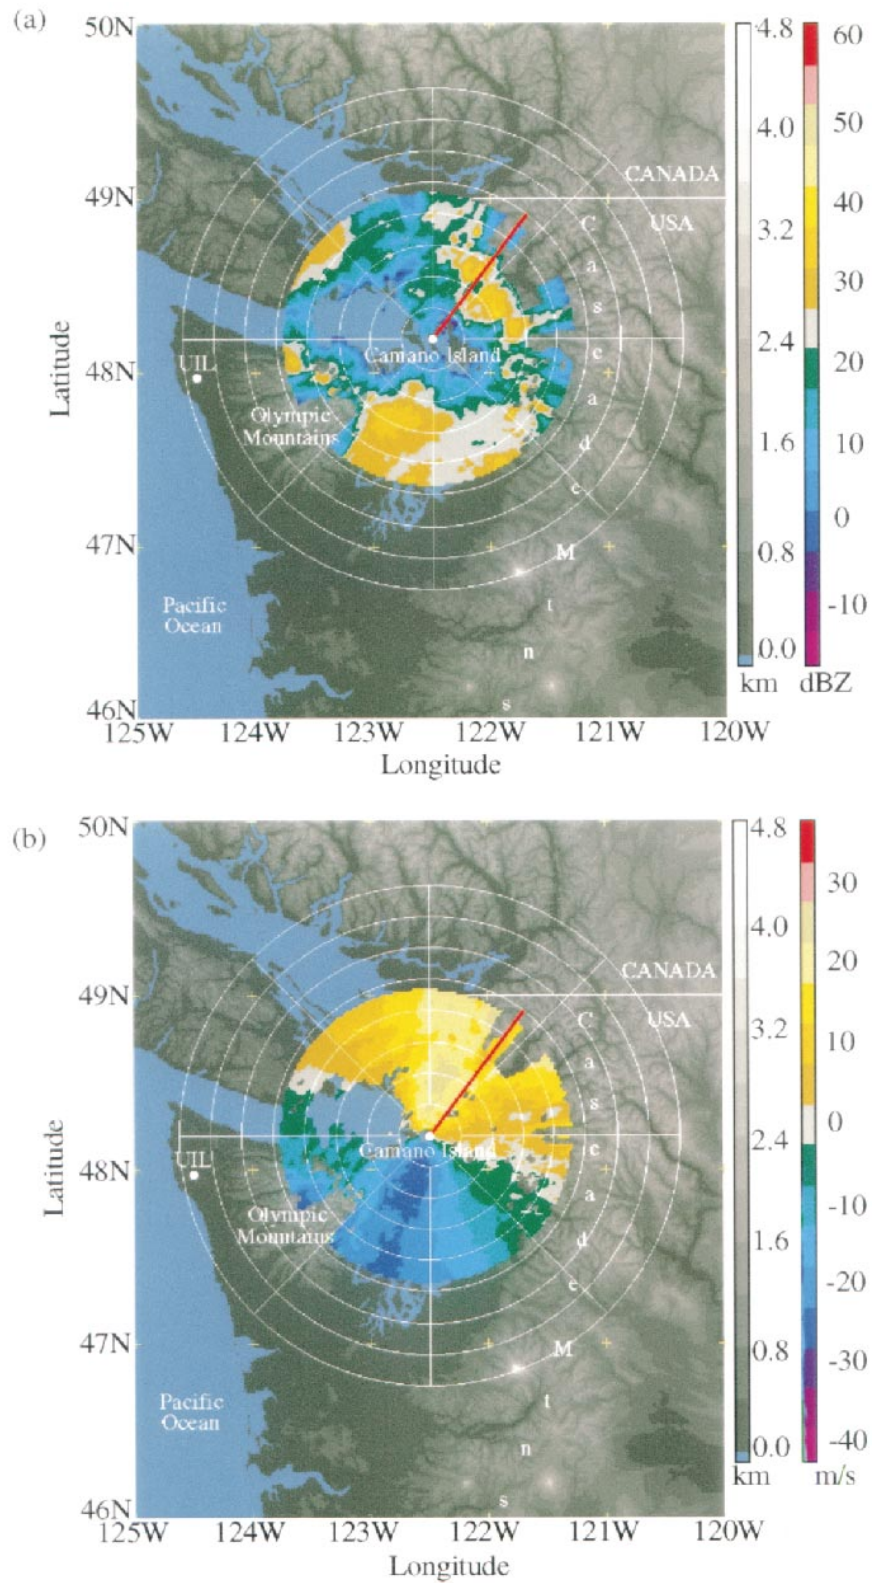 (a)
50N
49N
48N
47N
46N
Latitude
125W 124W 123W 122W 121W 120W
Longitude
CANADA
USA
C
a
s
c
a
d
e
M
t
n
s
Camano Island
UIL
Olympic
Mountains
Pacific
Ocean
4.8
4.0
3.2
2.4
1.6
0.8
0.0
km
60
50
40
30
20
10
0
-10
dBZ
(b)
50N
49N
48N
47N
46N
Latitude
125W 124W 123W 122W 121W 120W
Longitude
CANADA
USA
C
a
s
c
a
d
e
M
t
n
s
Camano Island
UIL
Olympic
Mountains
Pacific
Ocean
4.8
4.0
3.2
2.4
1.6
0.8
0.0
km
30
20
10
0
-10
-20
-30
-40
m/s